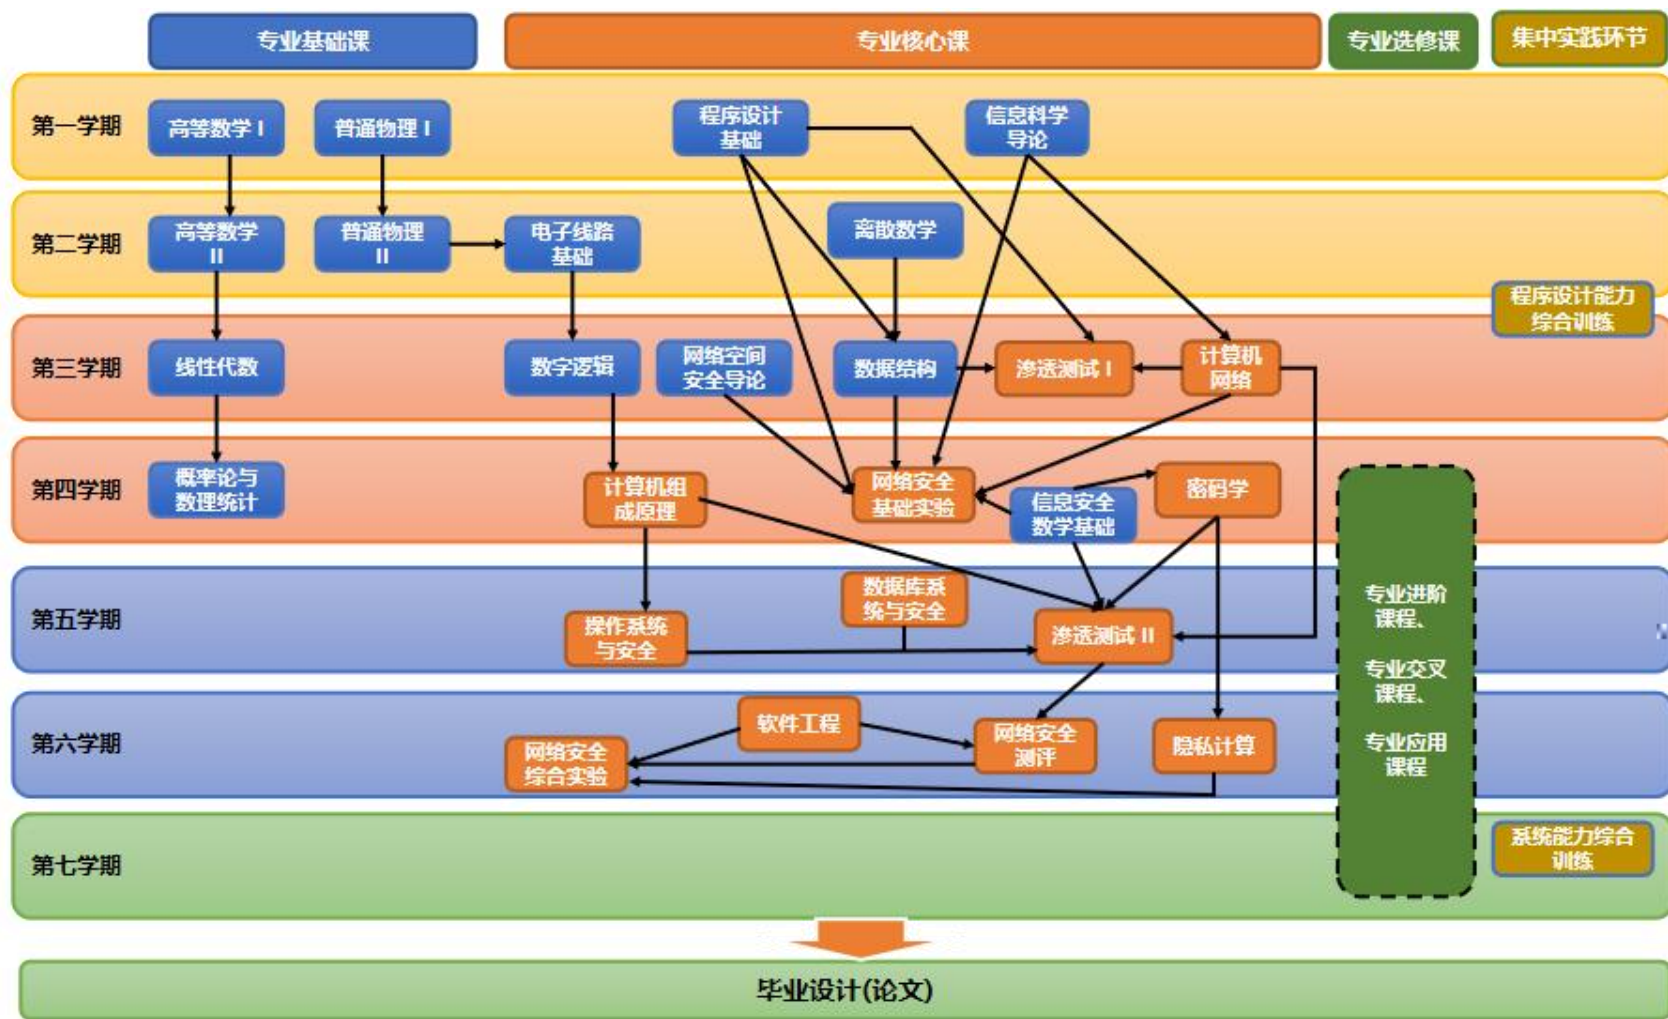 专业基础课
专业核心课
专业选修课
集中实践环节
第一学期
高等数学 I
普通物理 I
程序设计
基础
信息科学
导论
第二学期
高等数学
II
普通物理
II
电子线路
基础
离散数学
程序设计能力
综合训练
第三学期
线性代数
数字逻辑
网络空间
安全导论
数据结构
渗透测试 I
计算机
网络
第四学期
概率论与
数理统计
计算机组
成原理
网络安全
基础实验
信息安全
数学基础
密码学
第五学期
操作系统
与安全
数据库系
统与安全
渗透测试 II
专业进阶
课程、
专业交叉
课程、
专业应用
课程
第六学期
网络安全
综合实验
软件工程
网络安全
测评
隐私计算
第七学期
系统能力综合
训练
毕业设计(论文)